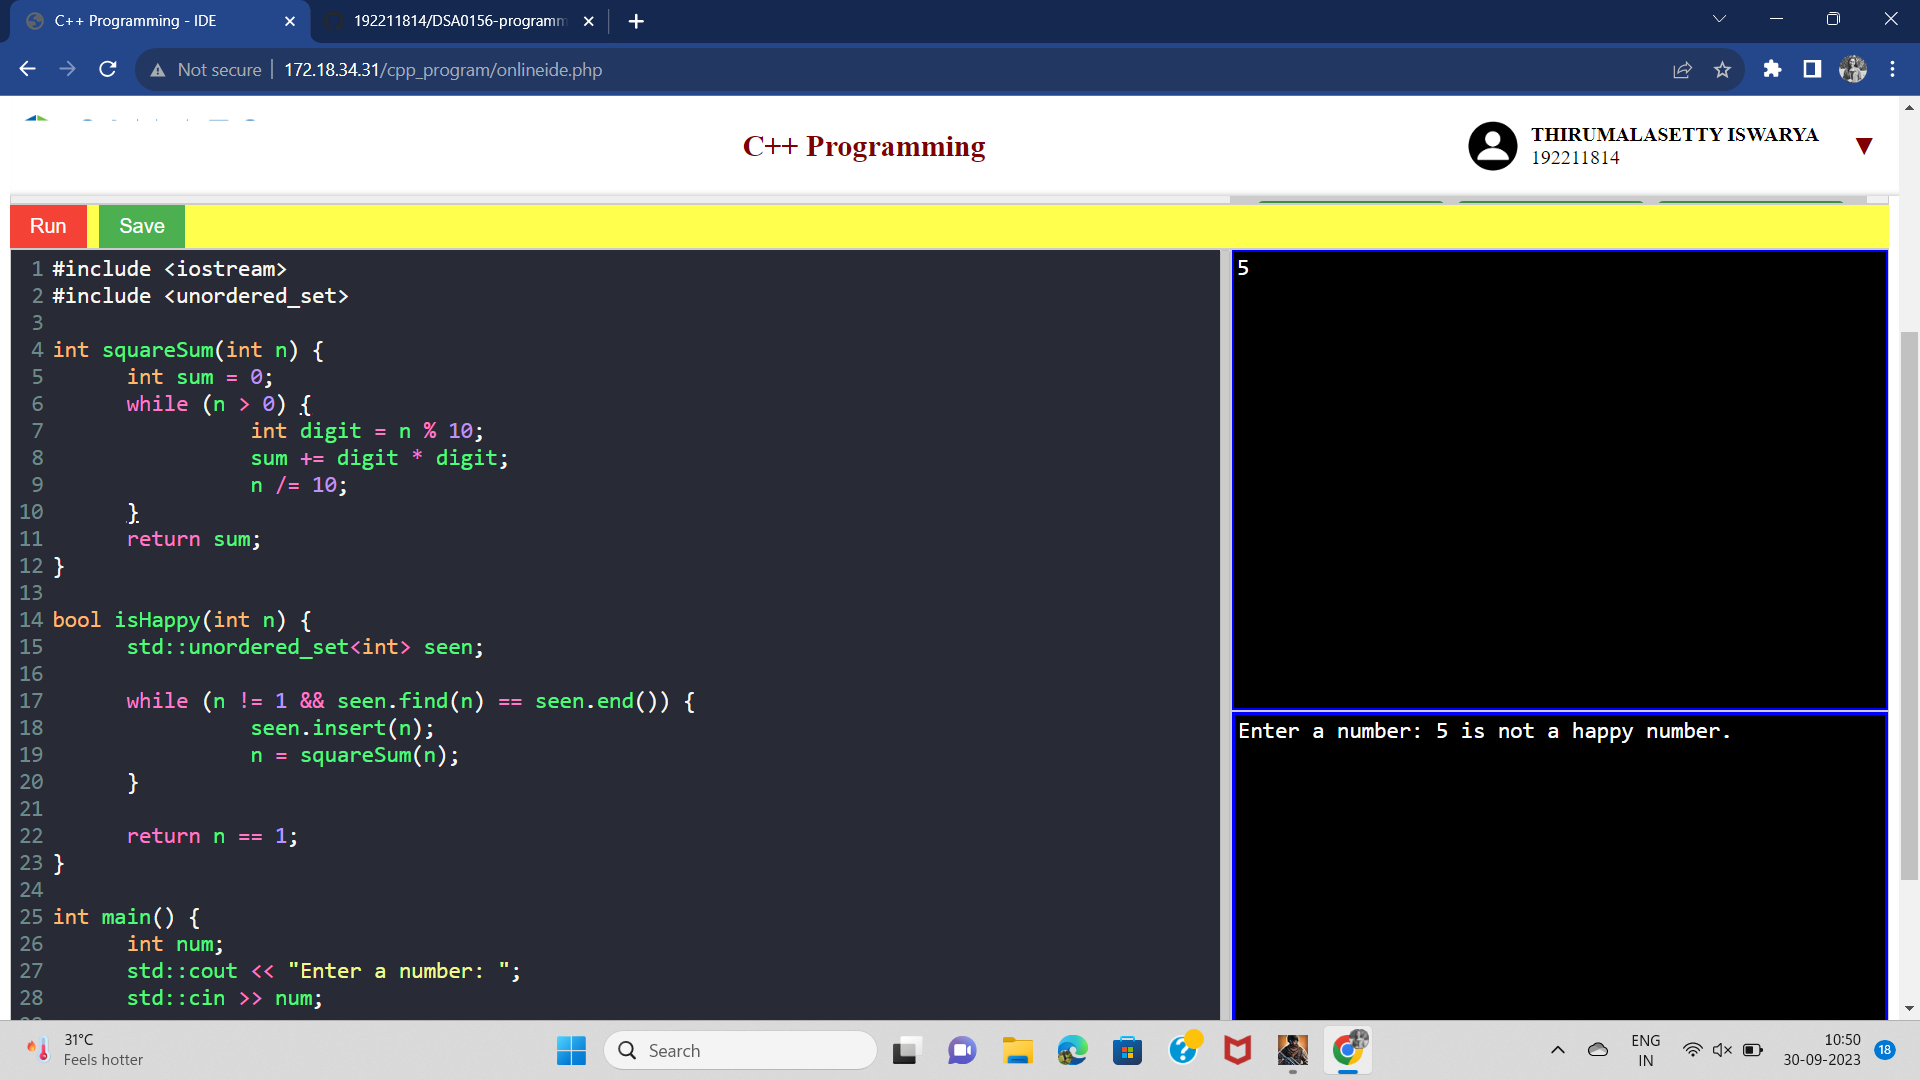 C++ Programming - IDE
192211814/DSA0156-programm
Not secure
172.18.34.31/cpp_program/onlineide.php
C++ Programming
THIRUMALASETTY ISWARYA
192211814
Run
Save
1 #include <iostream>
2 #include <unordered_set>
3
4 int squareSum(int n) {
5 int sum = 0;
6 while (n > 0) {
7 int digit = n % 10;
8 sum += digit * digit;
9 n /= 10;
10 }
11 return sum;
12 }
13
14 bool isHappy(int n) {
15 std::unordered_set<int> seen;
16
17 while (n != 1 && seen.find(n) == seen.end()) {
18 seen.insert(n);
19 n = squareSum(n);
20 }
21
22 return n == 1;
23 }
24
25 int main() {
26 int num;
27 std::cout << "Enter a number: ";
28 std::cin >> num;
5
Enter a number: 5 is not a happy number.
31°C
Feels hotter
Search
ENG
IN
10:50
30-09-2023
18